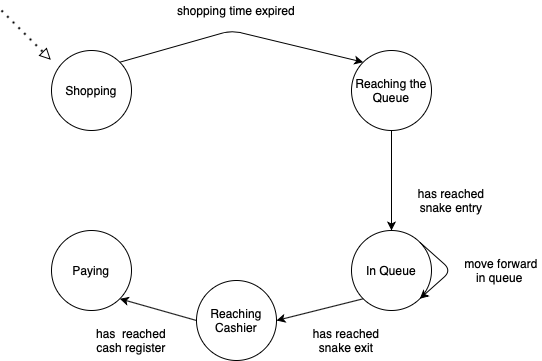 shopping time expired
Shopping
Reaching the
Queue
has reached
snake entry
In Queue
move forward
in queue
has reached
snake exit
Reaching
Cashier
has  reached
cash register
Paying